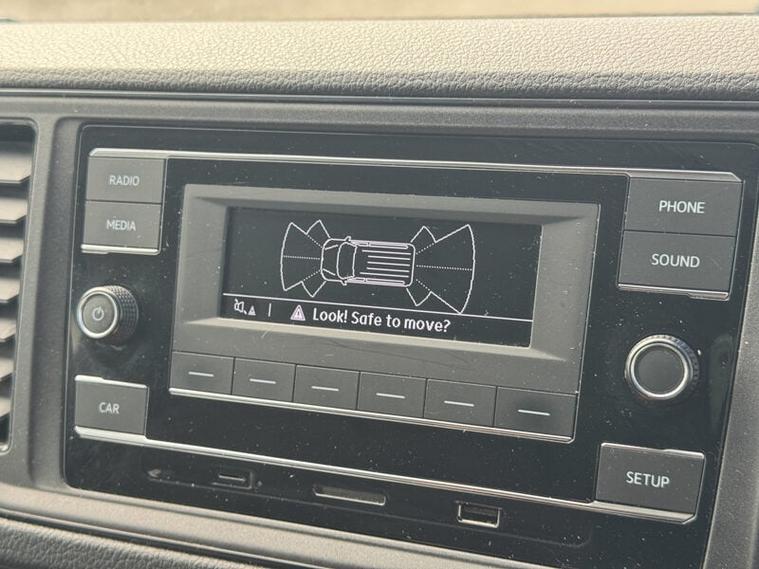 RADIO
MEDIA
PHONE
SOUND
Look! Safe to move?
CAR
SETUP